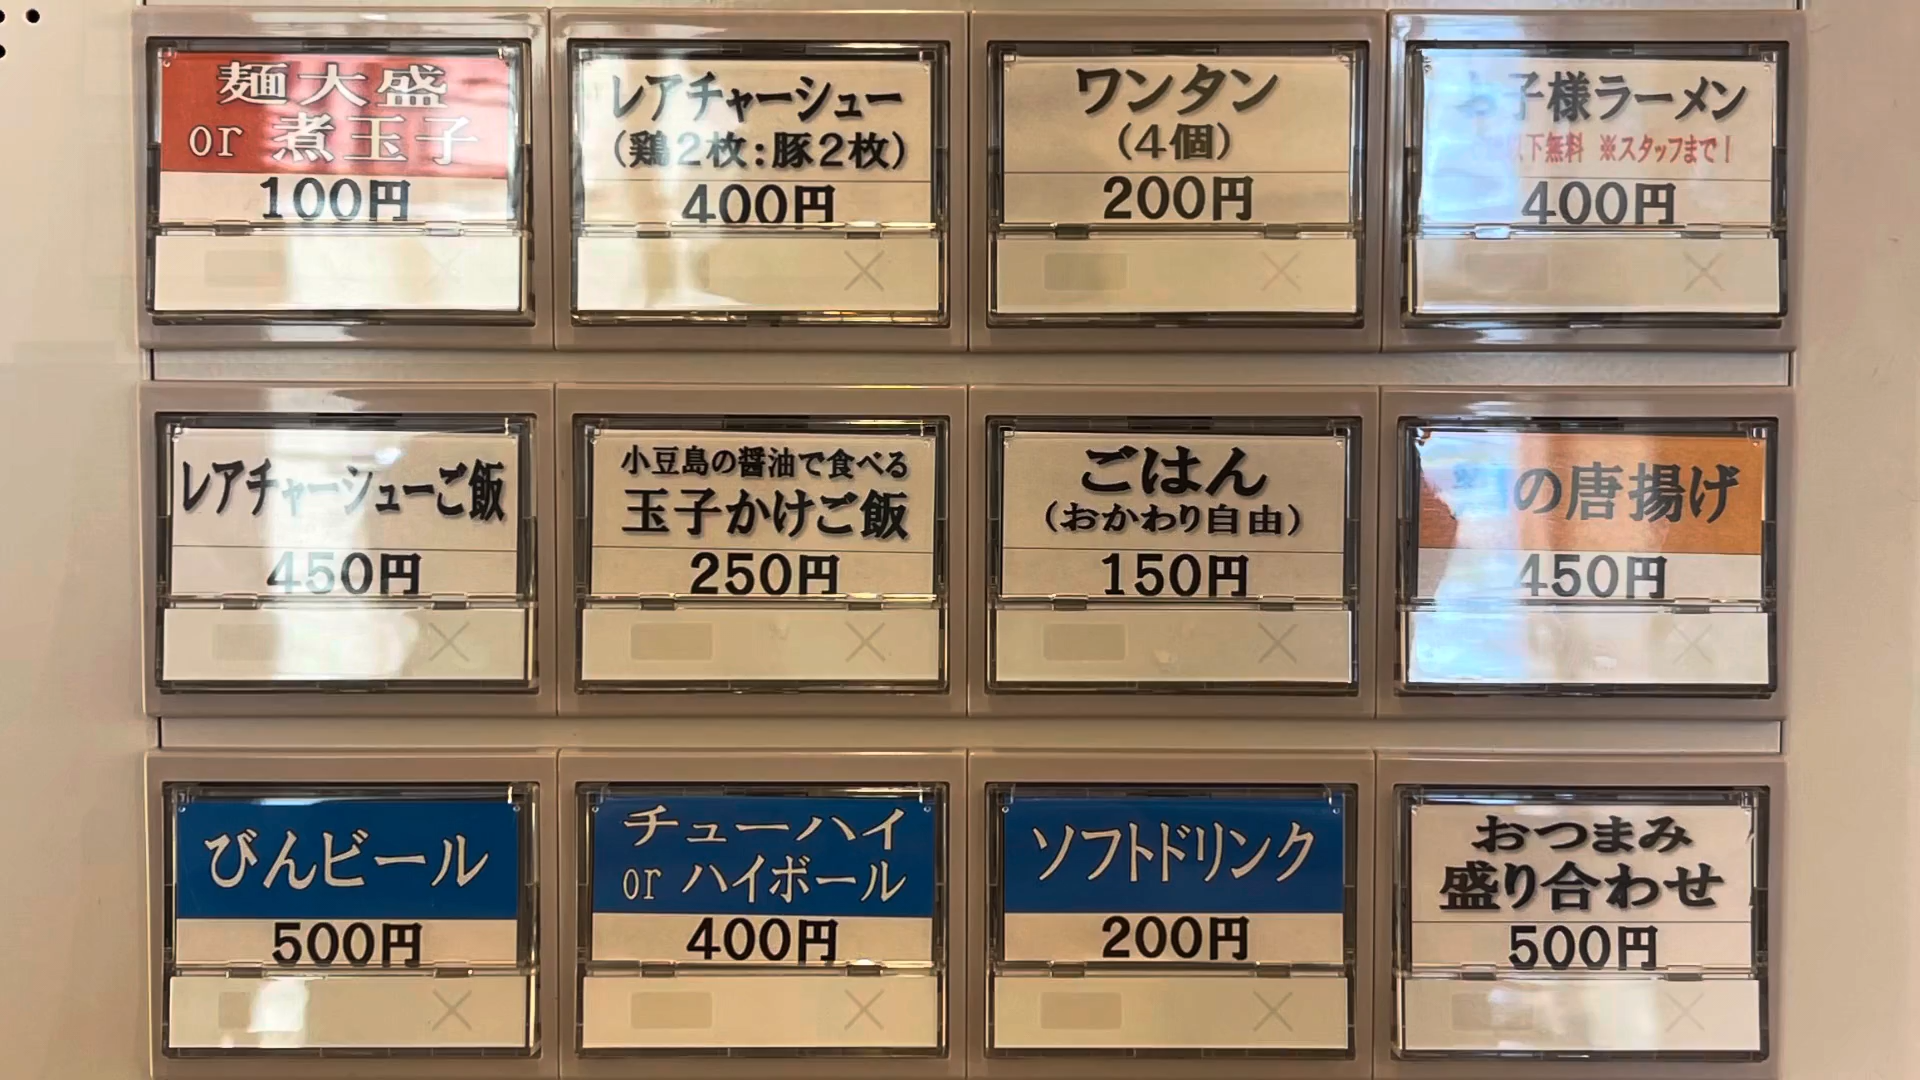 麺大盛
or 煮玉子
100円
レアチャーシュー
(鶏2枚:豚2枚)
400円
ワンタン
(4個)
200円
子様ラーメン
以下無料 ※スタッフまで!
400円
レアチャーシューご飯
450円
小豆島の醤油で食べる
玉子かけご飯
250円
ごはん
(おかわり自由)
150円
の唐揚げ
450円
びんビール
500円
チューハイ
or ハイボール
400円
ソフトドリンク
200円
おつまみ
盛り合わせ
500円